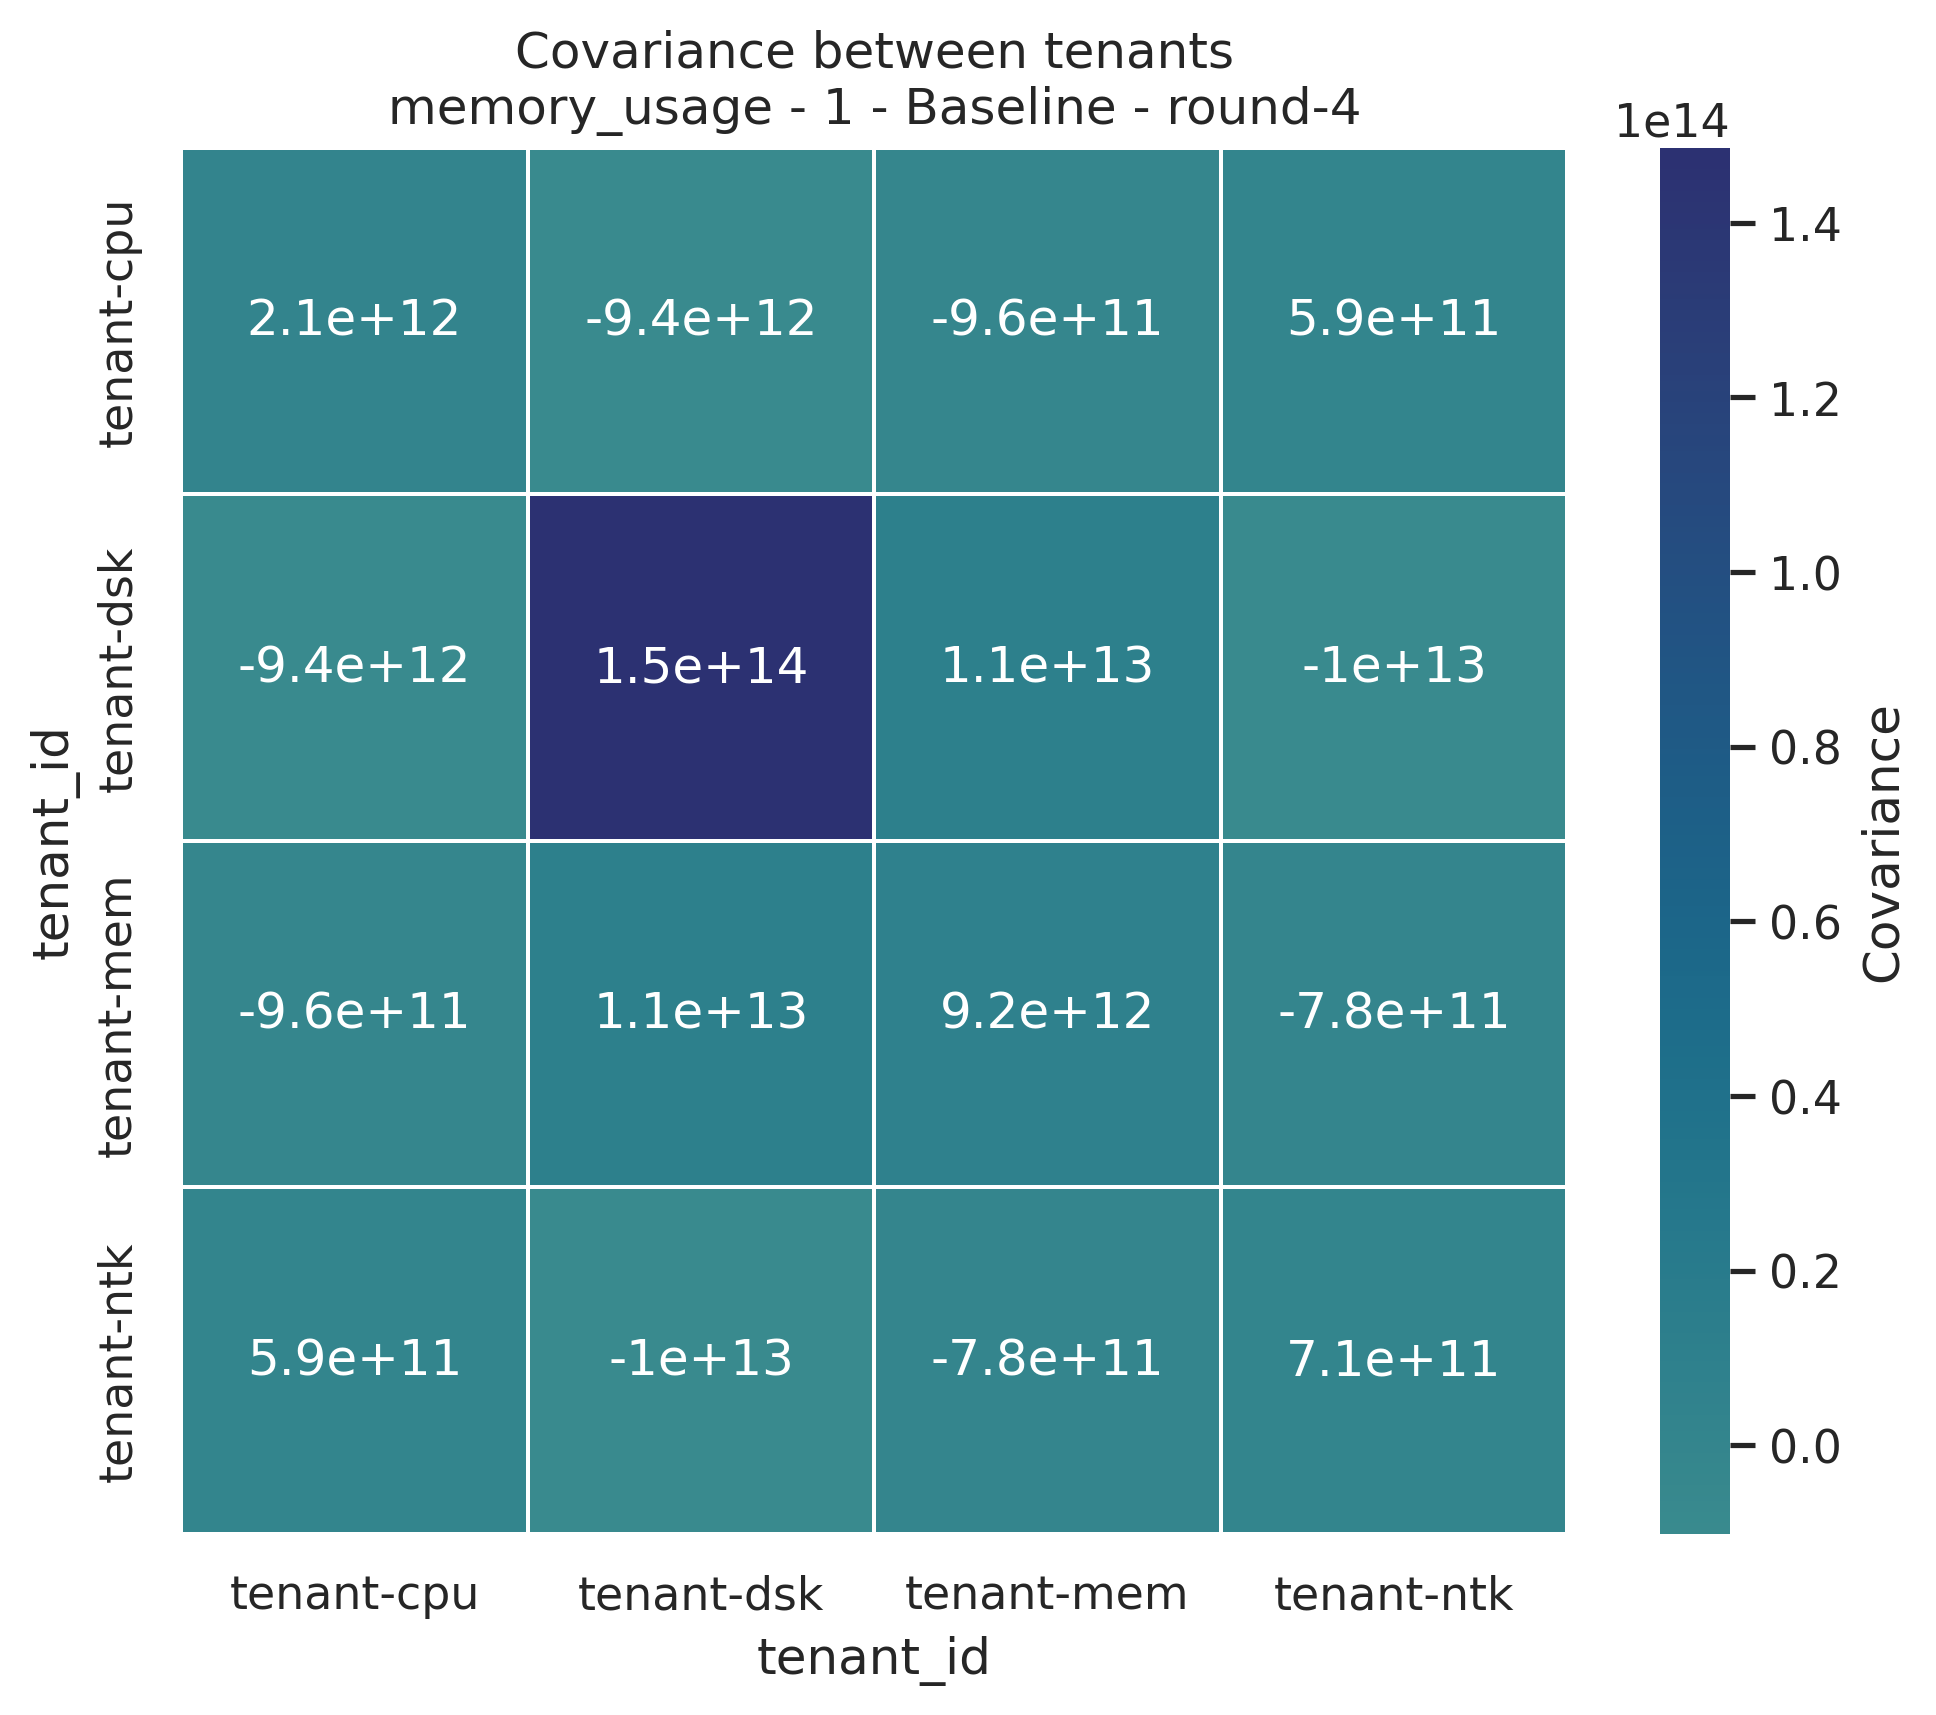 Covariance between tenants
memory_usage - 1 - Baseline - round-4
1e14
tenant_id
tenant-cpu
2.1e+12 -9.4e+12 -9.6e+11 5.9e+11
tenant-dsk
-9.4e+12 1.5e+14 1.1e+13 -1e+13
tenant-mem
-9.6e+11 1.1e+13 9.2e+12 -7.8e+11
tenant-ntk
5.9e+11 -1e+13 -7.8e+11 7.1e+11
tenant-cpu tenant-dsk tenant-mem tenant-ntk
tenant_id
1.4
1.2
1.0
0.8
0.6
0.4
0.2
0.0
Covariance